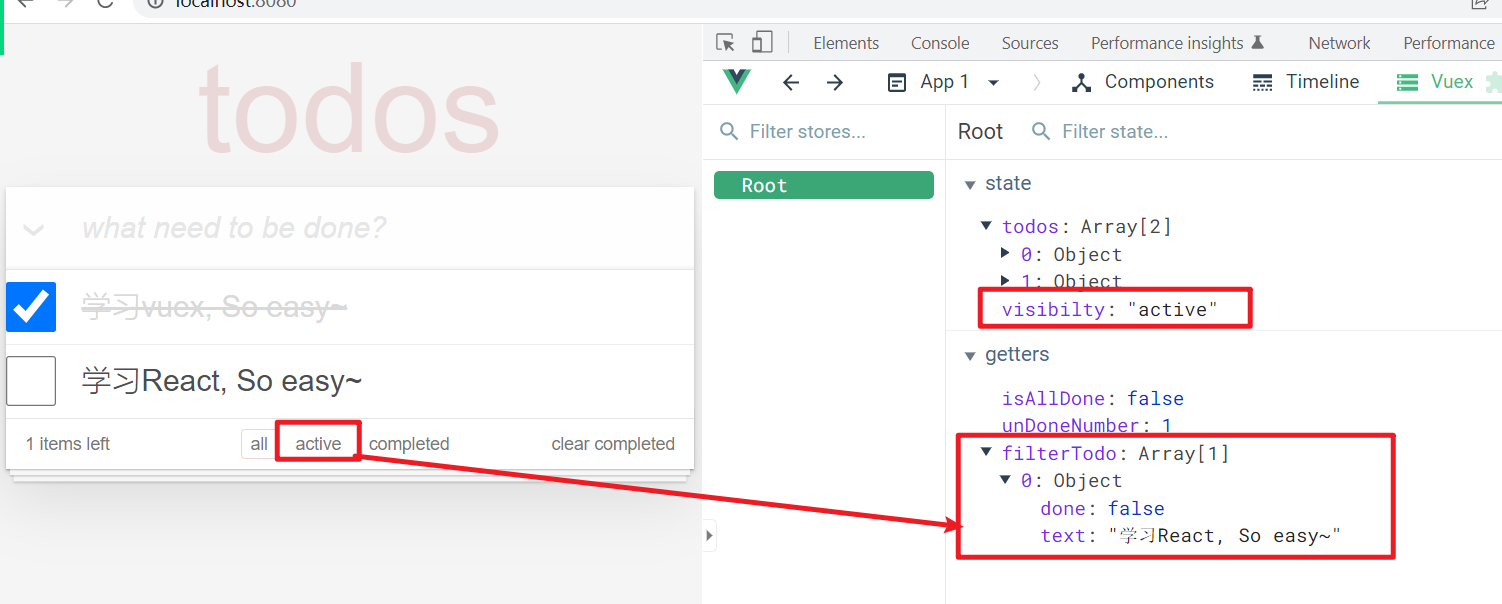 localhost:8080
Elements Console Sources Performance insights Network Performance
App 1 Components Timeline Vuex
todos
what need to be done?
学习vuex, So easy~
学习React, So easy~
1 items left all active completed clear completed
Filter stores...
Root
Root Filter state...
state
todos: Array[2]
0: Object
1: Object
visibilty: "active"
getters
isAllDone: false
unDoneNumber: 1
filterTodo: Array[1]
0: Object
done: false
text: "学习React, So easy~"